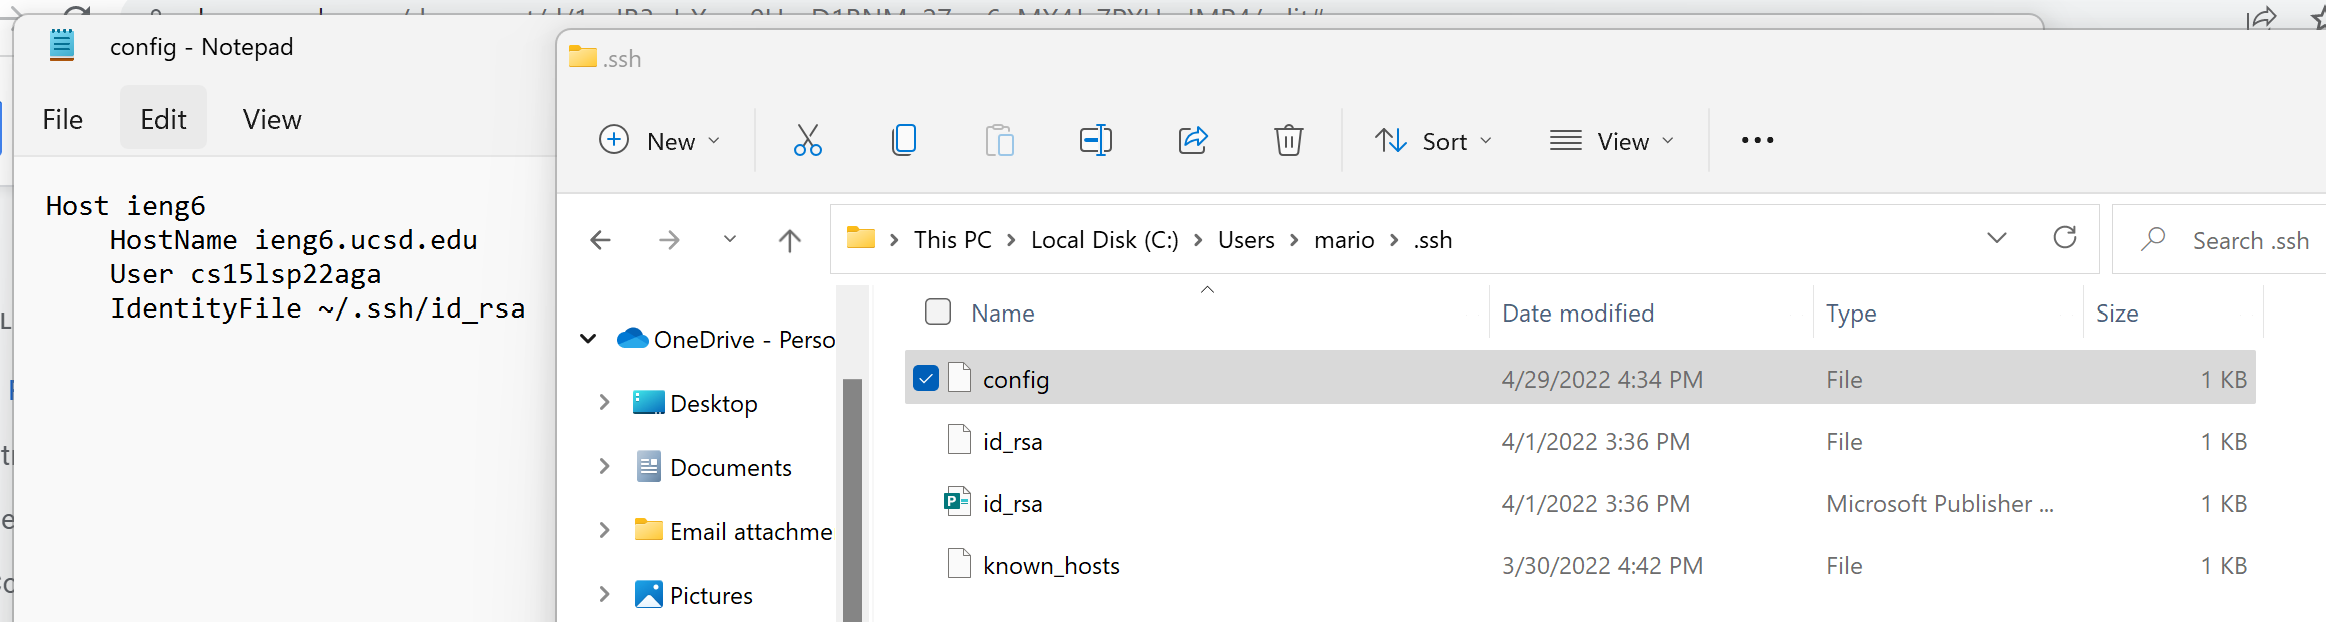 config - Notepad
File Edit View
Host ieng6
    HostName ieng6.ucsd.edu
    User cs15lsp22aga
    IdentityFile ~/.ssh/id_rsa
.ssh
New
Sort
View
This PC > Local Disk (C:) > Users > mario > .ssh
Search .ssh
OneDrive - Perso
Desktop
Documents
Email attachme
Pictures
Name Date modified Type Size
config 4/29/2022 4:34 PM File 1 KB
id_rsa 4/1/2022 3:36 PM File 1 KB
id_rsa 4/1/2022 3:36 PM Microsoft Publisher ... 1 KB
known_hosts 3/30/2022 4:42 PM File 1 KB